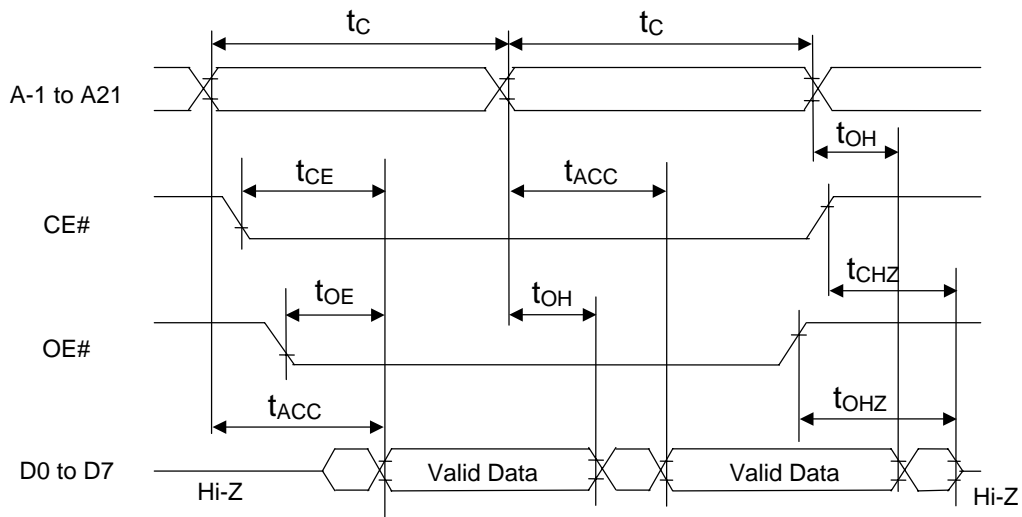 tC tC
A-1 to A21
tOH
tCE tACC
CE#
tCHZ
tOE tOH
OE#
tACC tOHZ
D0 to D7 Valid Data Valid Data
Hi-Z Hi-Z